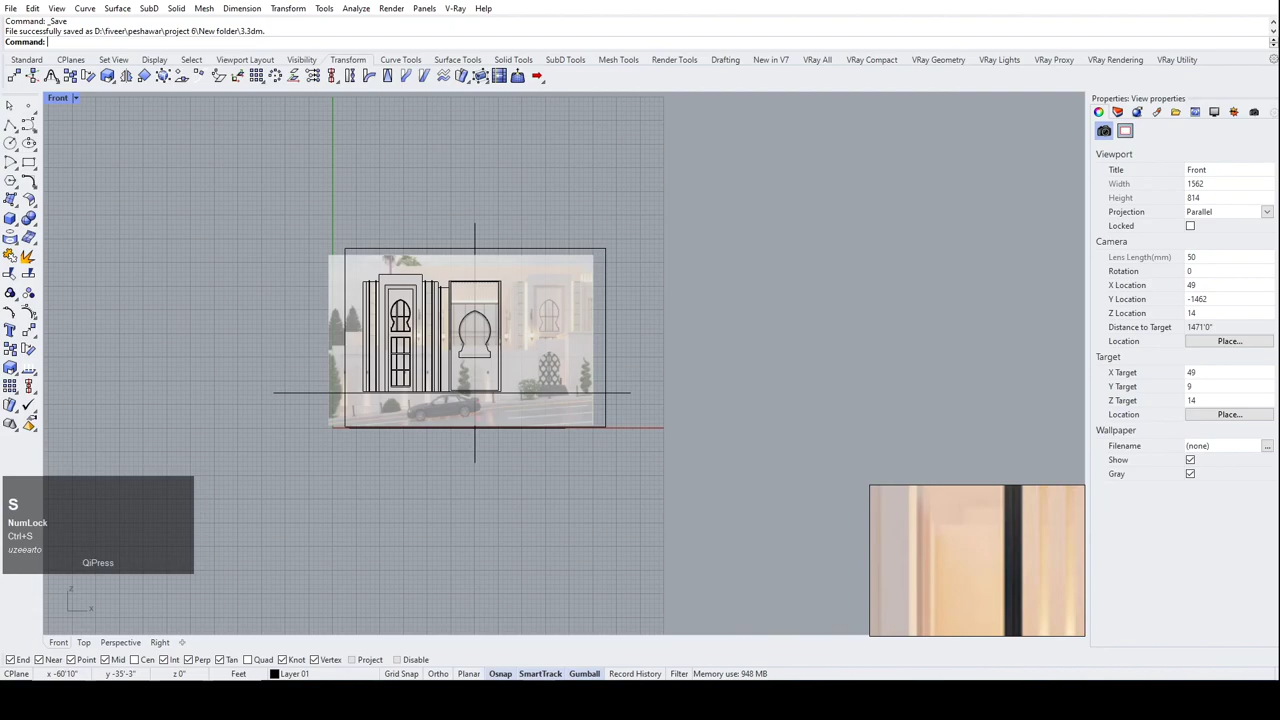 File Edit View Curve Surface SubD Solid Mesh Dimension Transform Tools Analyze Render Panels V-Ray Help
Command: _Save
File successfully saved as D:\fiveer\peshawar\project 6\New folder\3.3dm.
Command:
Standard CPlanes Set View Display Select Viewport Layout Visibility Transform Curve Tools Surface Tools Solid Tools SubD Tools Mesh Tools Render Tools Drafting New in V7 VRay All VRay Compact VRay Geometry VRay Lights VRay Proxy VRay Rendering VRay Utility
Front
Properties: View properties
Viewport
Title Front
Width 1562
Height 814
Projection Parallel
Locked
Camera
Lens Length(mm) 50
Rotation 0
X Location 49
Y Location -1462
Z Location 14
Distance to Target 1471'0"
Location Place...
Target
X Target 49
Y Target 9
Z Target 14
Location Place...
Wallpaper
Filename (none) ...
Show
Gray
S
NumLock
Ctrl+S
uzeearto
QiPress
z
x
Front Top Perspective Right
End Near Point Mid Cen Int Perp Tan Quad Knot Vertex Project Disable
CPlane x -60'10" y -35'-3" z 0" Feet Layer 01 Grid Snap Ortho Planar Osnap SmartTrack Gumball Record History Filter Memory use: 948 MB